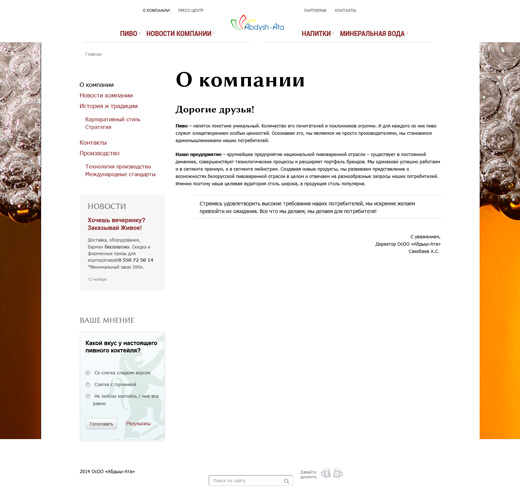 О КОМПАНИИ ПРЕСС-ЦЕНТР ПАРТНЕРАМ КОНТАКТЫ
ПИВО НОВОСТИ КОМПАНИИ Abdysh-Ata НАПИТКИ МИНЕРАЛЬНАЯ ВОДА
Главная
О компании
О компании
Новости компании
История и традиции
Корпоративный стиль
Стратегия
Контакты
Производство
Технология производства
Международные стандарты
Дорогие друзья!
Пиво – напиток поистине уникальный. Количество его почитателей и поклонников огромно. И для каждого из них пиво
служит олицетворением особых ценностей. Осознавая это, мы являемся не просто производителями, мы становимся
единомышленниками наших потребителей.
Наше предприятие – крупнейшее предприятие национальной пивоваренной отрасли – существует в постоянной
динамике, совершенствует технологические процессы и расширяет портфель брендов. Мы одинаково успешно работаем
и в сегменте премиум, и в сегменте мейнстрим. Создавая новые продукты, мы развиваем представление о
возможностях белорусской пивоваренной отрасли в целом и отвечаем на разнообразные запросы наших потребителей.
Именно поэтому наша целевая аудитория столь широка, а продукция столь популярна.
Стремясь удовлетворить высокие требования наших потребителей, мы искренне желаем
превзойти их ожидания. Все что мы делаем, мы делаем для потребителя!
С уважением,
Директор ОсОО «Абдыш-Ата»
Сакебаев А.С.
НОВОСТИ
Хочешь вечеринку?
Заказывай Живое!
Доставка, оборудование,
бармен бесплатно. Скидка и
фирменные призы для
корпоративов!0 550 72 50 14
*Минимальный заказ 300л.
12 ноября
ВАШЕ МНЕНИЕ
Какой вкус у настоящего
пивного коктейля?
Со слегка сладким вкусом
Слегка с горчинкой
Не люблю коктейль / мне все
равно
Голосовать Результаты
2014 ОсОО «Абдыш-Ата»
Поиск по сайту
Давайте
дружить